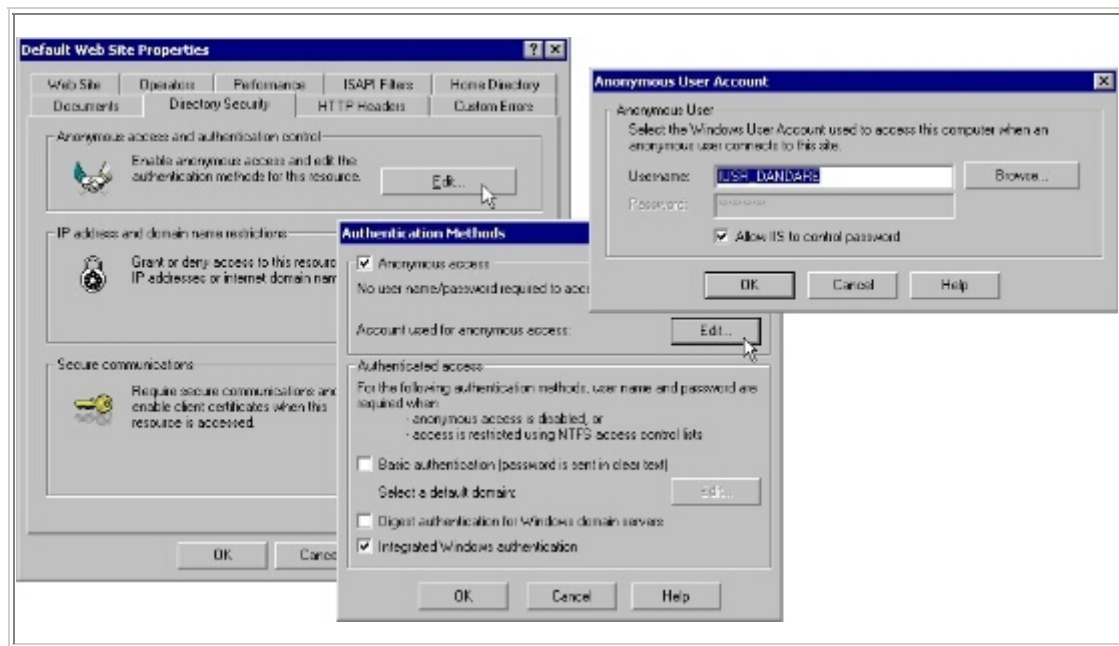 Default Web Site Properties
Web Site
Operators
Performance
ISAPI Filters
Home Directory
Documents
Directory Security
HTTP Headers
Custom Errors
Anonymous access and authentication control
Enable anonymous access and edit the
authentication methods for this resource.
Edit...
IP address and domain name restrictions
Grant or deny access to this resourc
IP addresses or internet domain nam
Secure communications
Require secure communications and
enable client certificates when this
resource is accessed.
OK
Cance
Authentication Methods
Anonymous access
No user name/password required to acce
Account used for anonymous access:
Edit...
Authenticated access
For the following authentication methods, user name and password are
required when
- anonymous access is disabled, or
- access is restricted using NTFS access control lists
Basic authentication (password is sent in clear text)
Select a default domain:
Edit...
Digest authentication for Windows domain servers
Integrated Windows authentication
OK
Cancel
Help
Anonymous User Account
Anonymous User
Select the Windows User Account used to access this computer when an
anonymous user connects to this site.
Username:
IUSR_DANDARE
Browse...
Password:
**********
Allow IIS to control password
OK
Cancel
Help